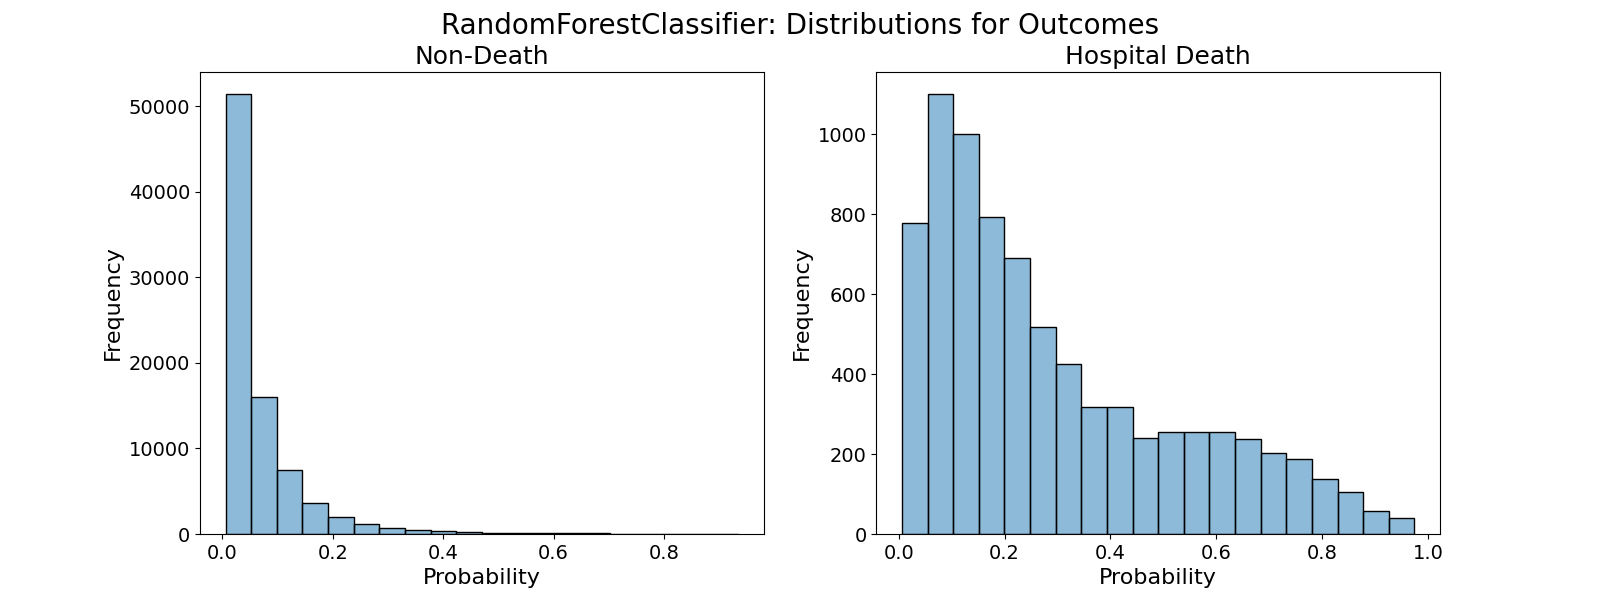 RandomForestClassifier: Distributions for Outcomes
Non-Death
Hospital Death
Frequency
50000
40000
30000
20000
10000
0
0.0 0.2 0.4 0.6 0.8
Probability
Frequency
1000
800
600
400
200
0
0.0 0.2 0.4 0.6 0.8 1.0
Probability